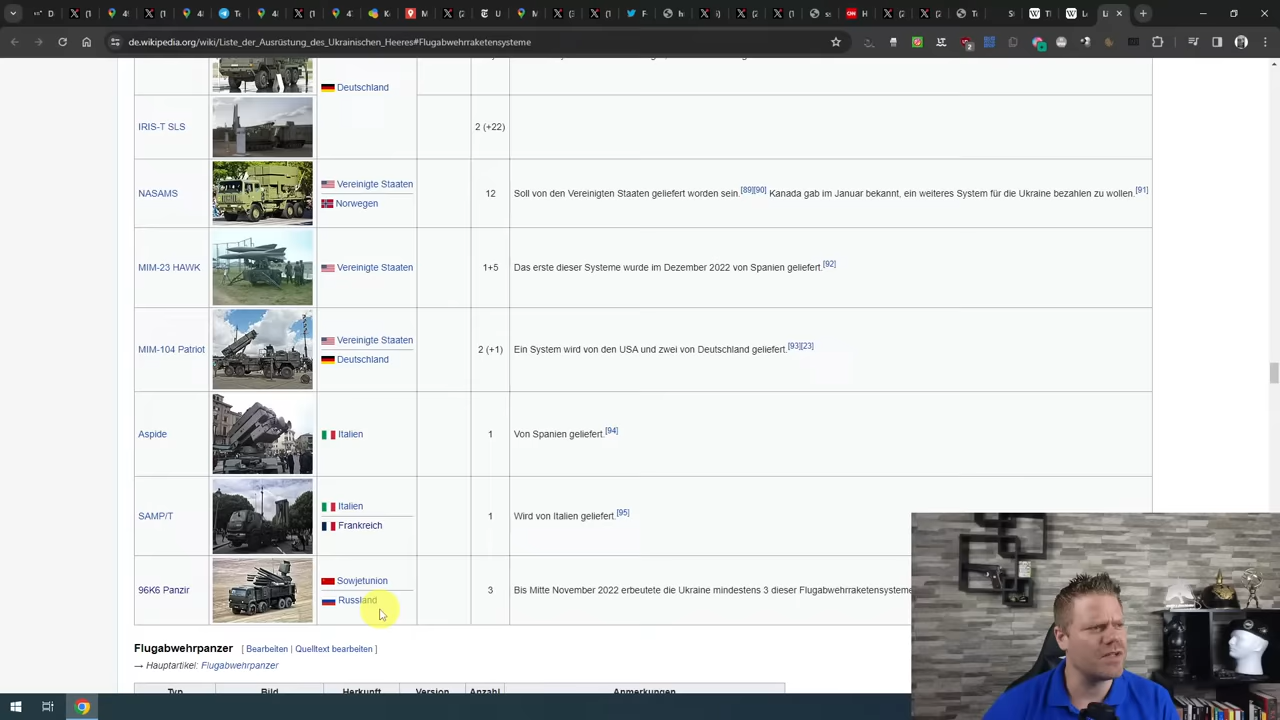 de.wikipedia.org/wiki/Liste_der_Ausrüstung_des_Ukrainischen_Heeres#Flugabwehrraketensysteme
Deutschland
IRIS-T SLS 2 (+22)
NASAMS Vereinigte Staaten Norwegen 12 Soll von den Vereinigten Staaten geliefert worden sein.[89][90] Kanada gab im Januar bekannt, ein weiteres System für die Ukraine bezahlen zu wollen.[91]
MIM-23 HAWK Vereinigte Staaten 1+5 Das erste dieser Systeme wurde im Dezember 2022 von Spanien geliefert.[92]
MIM-104 Patriot Vereinigte Staaten Deutschland 2 (+1) Ein System wird von den USA und zwei von Deutschland geliefert.[93][23]
Aspide Italien 1 Von Spanien geliefert.[94]
SAMP/T Italien Frankreich 1 Wird von Italien geliefert.[95]
96K6 Panzir Sowjetunion Russland 3 Bis Mitte November 2022 erbeutete die Ukraine mindestens 3 dieser Flugabwehrraketensysteme
Flugabwehrpanzer [ Bearbeiten | Quelltext bearbeiten ]
→ Hauptartikel: Flugabwehrpanzer
Typ Bild Herkunft Version Anzahl Anmerkungen